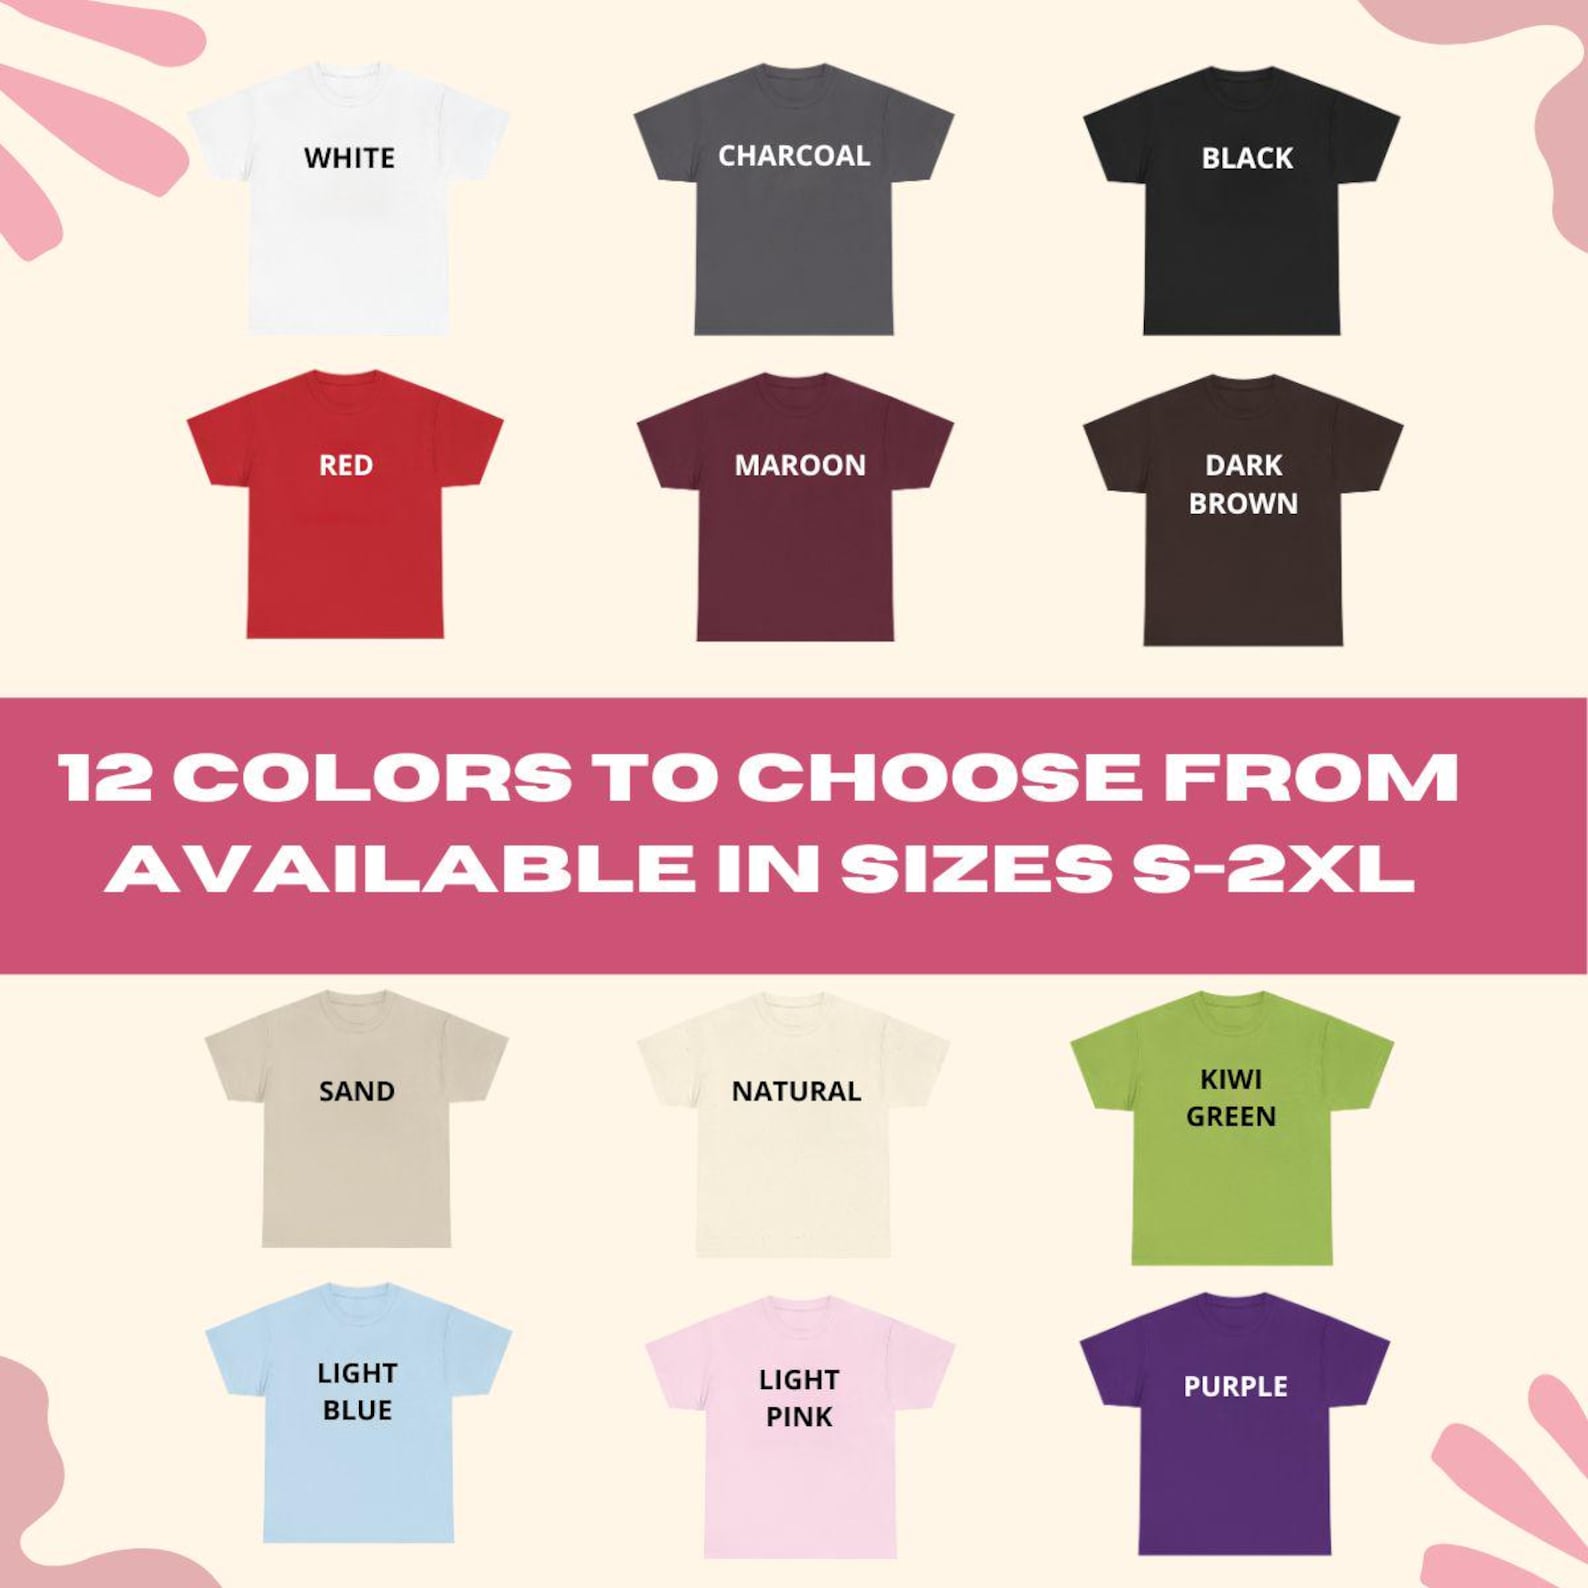 WHITE
CHARCOAL
BLACK
RED
MAROON
DARK
BROWN
12 COLORS TO CHOOSE FROM
AVAILABLE IN SIZES S-2XL
SAND
NATURAL
KIWI
GREEN
LIGHT
BLUE
LIGHT
PINK
PURPLE